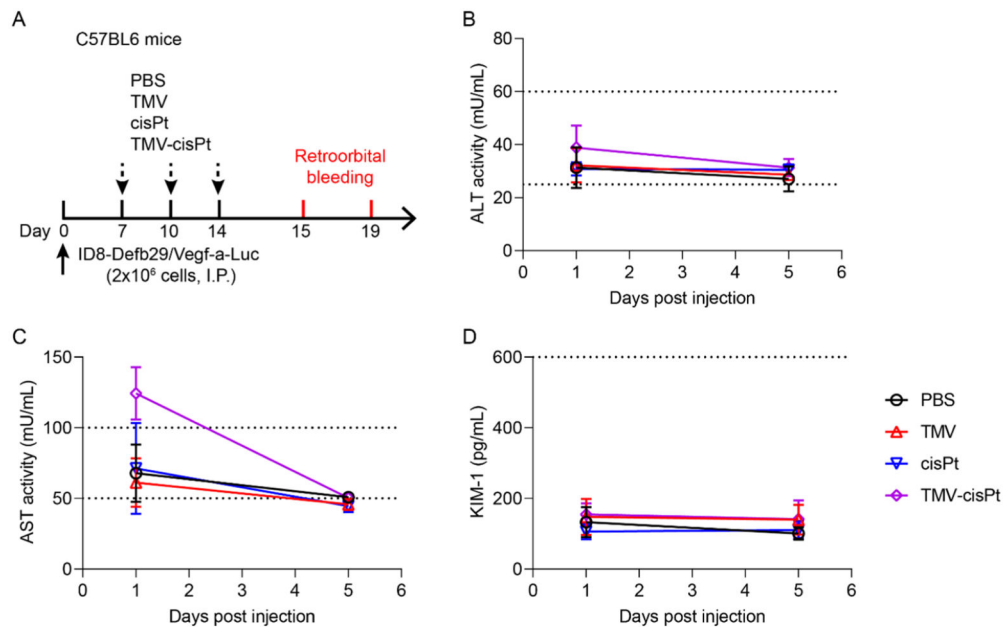 A
C57BL6 mice
PBS
TMV
cisPt
TMV-cisPt
Retroorbital
bleeding
Day 0 7 10 14 15 19
ID8-Defb29/Vegf-a-Luc
(2x10⁶ cells, I.P.)
B
ALT activity (mU/mL)
80
60
40
20
0
0 1 2 3 4 5 6
Days post injection
C
AST activity (mU/mL)
150
100
50
0
0 1 2 3 4 5 6
Days post injection
D
KIM-1 (pg/mL)
600
400
200
0
0 1 2 3 4 5 6
Days post injection
PBS
TMV
cisPt
TMV-cisPt